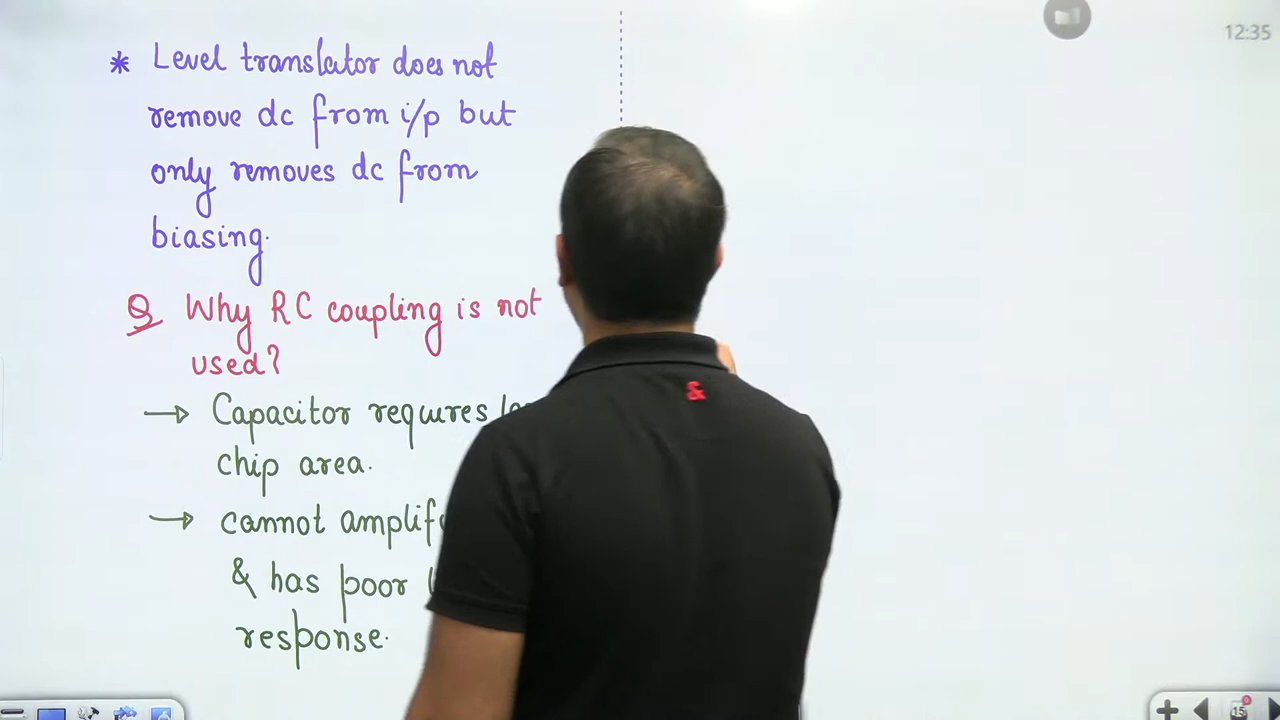 * Level translator does not
remove dc from i/p but
only removes dc from
biasing.
Q Why RC coupling is not
used?
→ Capacitor requires
chip area.
→ cannot
& has poor
response.
&
12:35
15